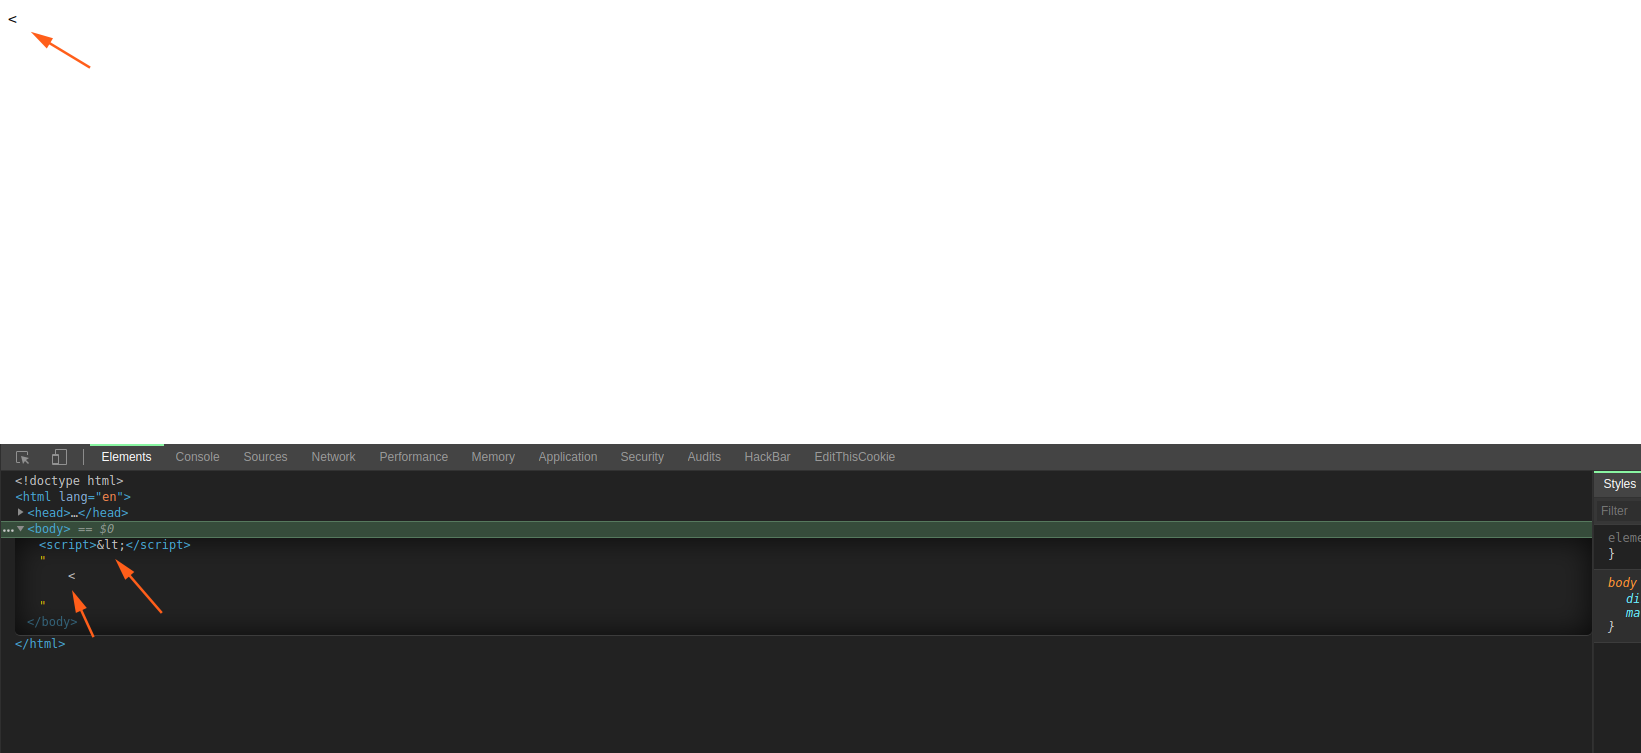 <
Elements Console Sources Network Performance Memory Application Security Audits HackBar EditThisCookie
<!doctype html>
<html lang="en">
<head>…</head>
… <body> == $0
<script>&lt;</script>
"
<
"
</body>
</html>
Styles
Filter
eleme
}
body
di
ma
}